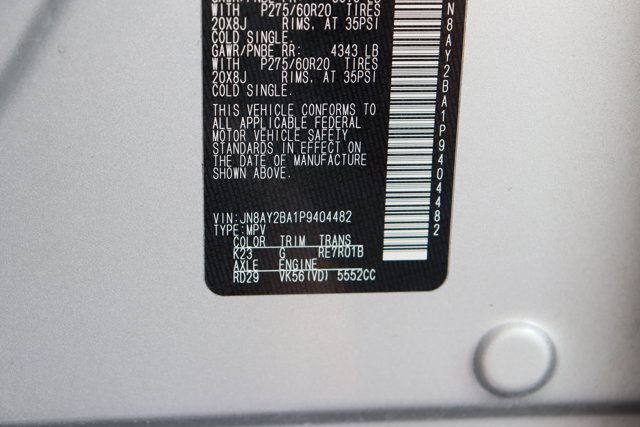 WITH P275/60R20 TIRES
20X8J RIMS, AT 35PSI
COLD SINGLE.
GAWR/PNBE RR: 4343 LB
WITH P275/60R20 TIRES
20X8J RIMS, AT 35PSI
COLD SINGLE.
THIS VEHICLE CONFORMS TO
ALL APPLICABLE FEDERAL
MOTOR VEHICLE SAFETY
STANDARDS IN EFFECT ON
THE DATE OF MANUFACTURE
SHOWN ABOVE.
VIN:JN8AY2BA1P9404482
TYPE:MPV
COLOR TRIM TRANS
K23 G RE7R01B
AXLE ENGINE
RD29 VK56(VD) 5552CC
N8AY2BA1P9404482